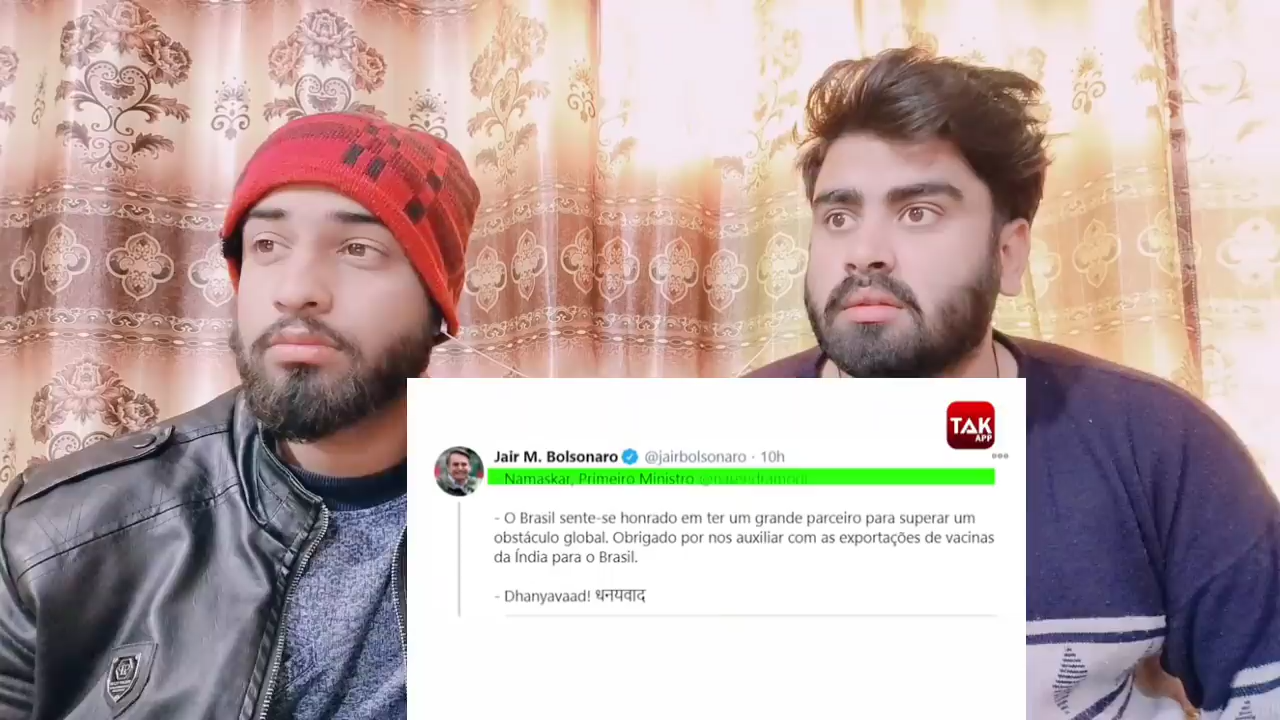 TAK
APP
Jair M. Bolsonaro @jairbolsonaro · 10h
Namaskar, Primeiro Ministro @narendramodi
- O Brasil sente-se honrado em ter um grande parceiro para superar um
obstáculo global. Obrigado por nos auxiliar com as exportações de vacinas
da Índia para o Brasil.
- Dhanyavaad! धनयवाद